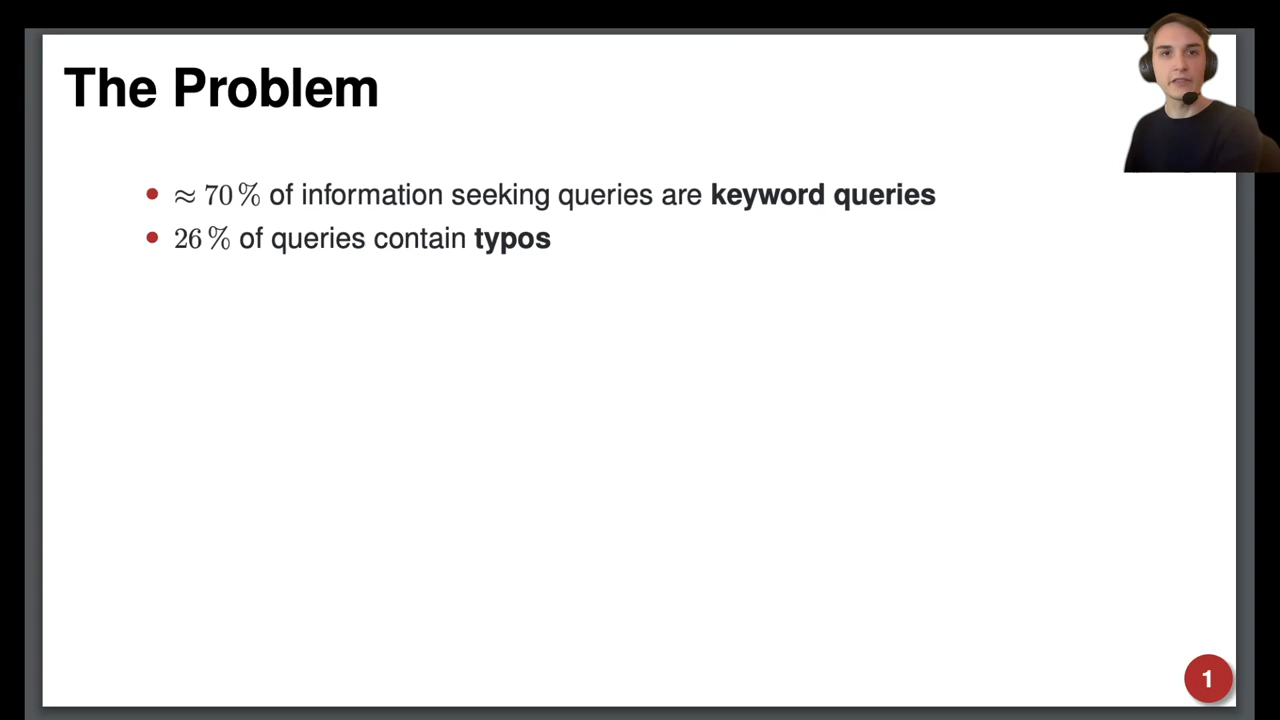 The Problem
≈ 70 % of information seeking queries are keyword queries
26 % of queries contain typos
1